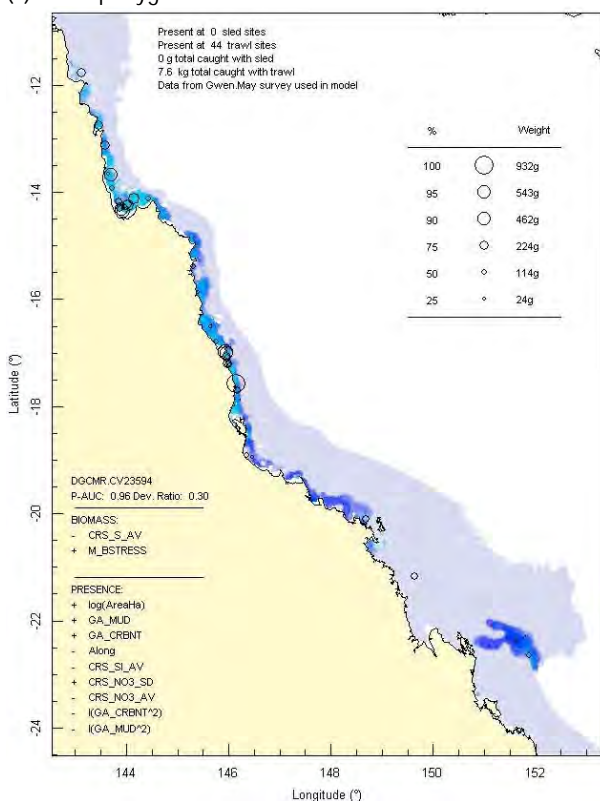 Present at 0 sled sites
Present at 44 trawl sites
0 g total caught with sled
7.6 kg total caught with trawl
Data from Gwen.May survey used in model
% Weight
100 932g
95 543g
90 462g
75 224g
50 114g
25 24g
-12
-14
-16
-18
-20
-22
-24
Latitude (°)
DGCMR.CV23594
P-AUC: 0.96 Dev. Ratio: 0.30
BIOMASS:
- CRS_S_AV
+ M_BSTRESS
PRESENCE:
+ log(AreaHa)
+ GA_MUD
+ GA_CRBNT
- Along
- CRS_SI_AV
+ CRS_NO3_SD
- CRS_NO3_AV
- I(GA_CRBNT^2)
- I(GA_MUD^2)
144 146 148 150 152
Longitude (°)